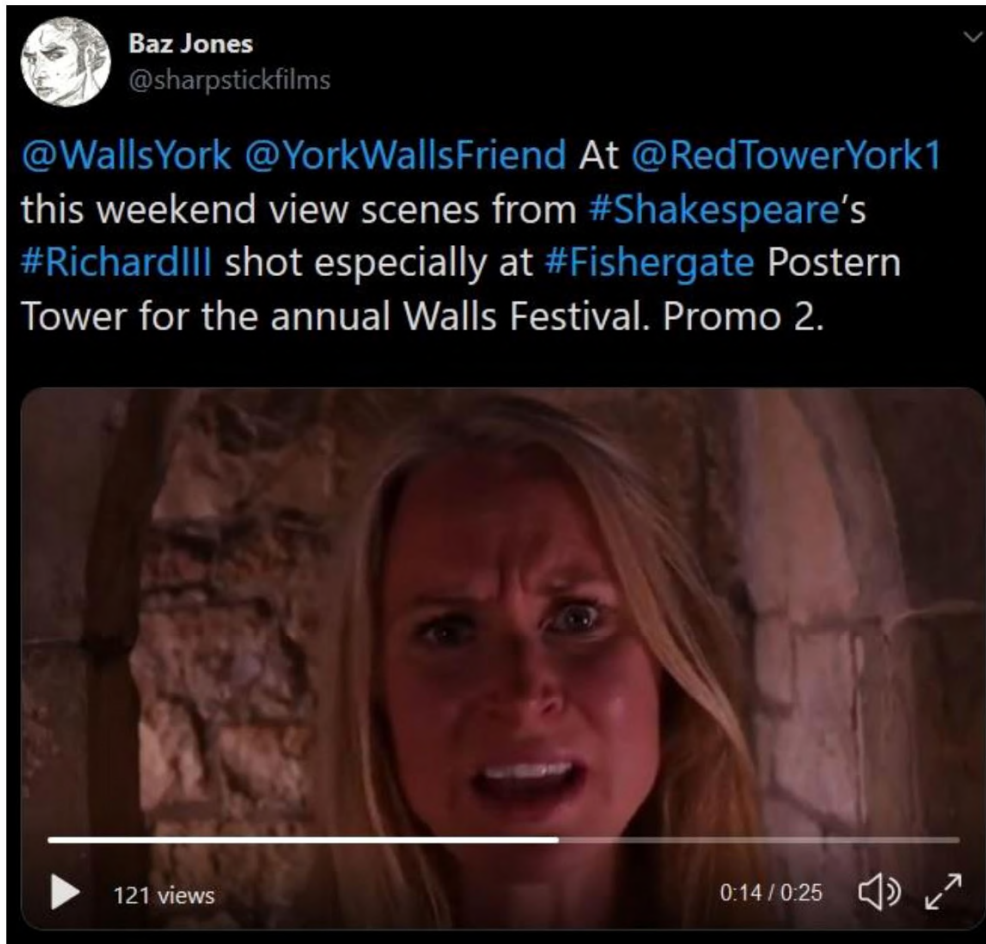 Baz Jones
@sharpstickfilms
@WallsYork @YorkWallsFriend At @RedTowerYork1
this weekend view scenes from #Shakespeare's
#RichardIII shot especially at #Fishergate Postern
Tower for the annual Walls Festival. Promo 2.
121 views 0:14 / 0:25